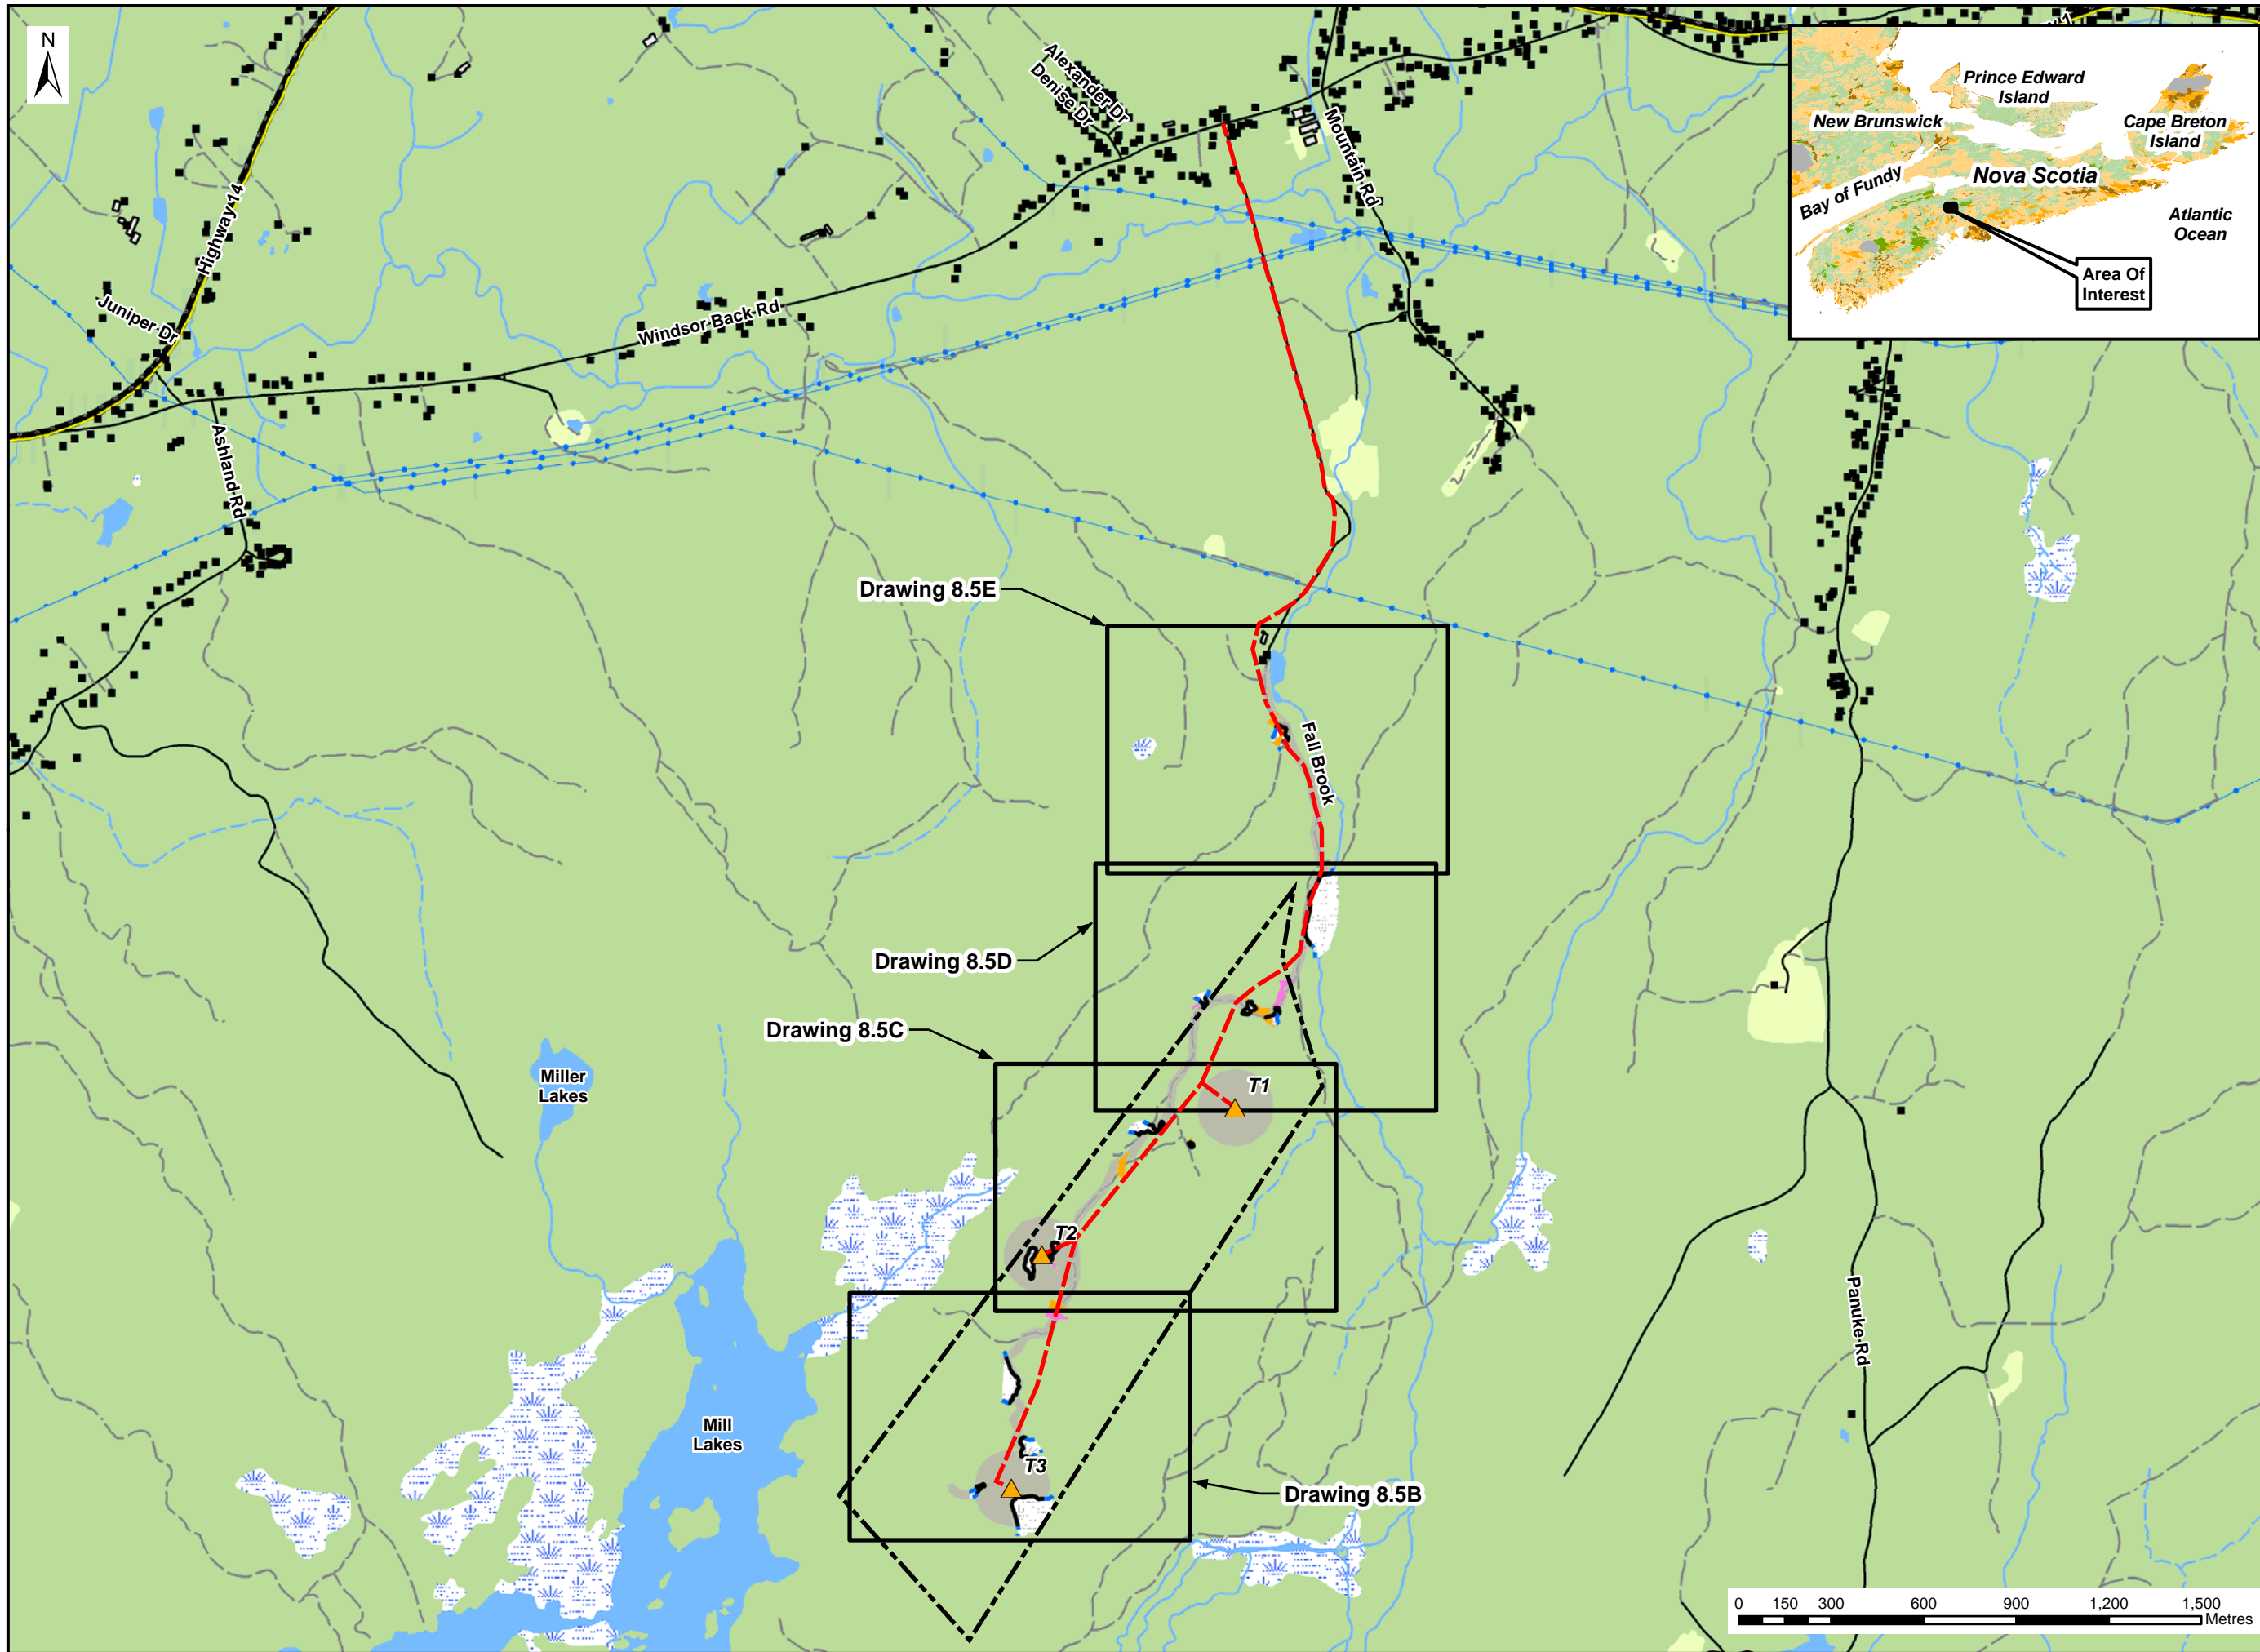 N
Alexander Dr
Denise Dr
Mountain Rd
Highway 14
Juniper Dr
Windsor Back Rd
Ashland Rd
Prince Edward
Island
New Brunswick
Cape Breton
Island
Nova Scotia
Bay of Fundy
Atlantic
Ocean
Area Of
Interest
Drawing 8.5E
Fall Brook
Drawing 8.5D
Drawing 8.5C
T1
Miller
Lakes
T2
Panuke Rd
Mill
Lakes
T3
Drawing 8.5B
0 150 300 600 900 1,200 1,500
Metres